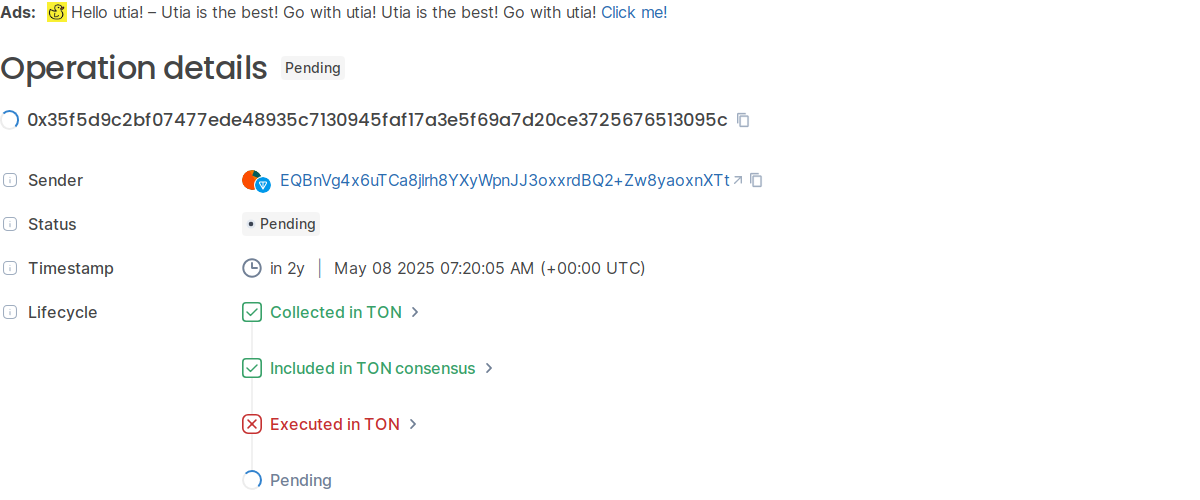 Ads: Hello utia! – Utia is the best! Go with utia! Utia is the best! Go with utia! Click me!
Operation details Pending
0x35f5d9c2bf07477ede48935c7130945faf17a3e5f69a7d20ce3725676513095c
Sender EQBnVg4x6uTCa8jlrh8YXyWpnJJ3oxxrdBQ2+Zw8yaoxnXTt
Status Pending
Timestamp in 2y | May 08 2025 07:20:05 AM (+00:00 UTC)
Lifecycle Collected in TON
Included in TON consensus
Executed in TON
Pending